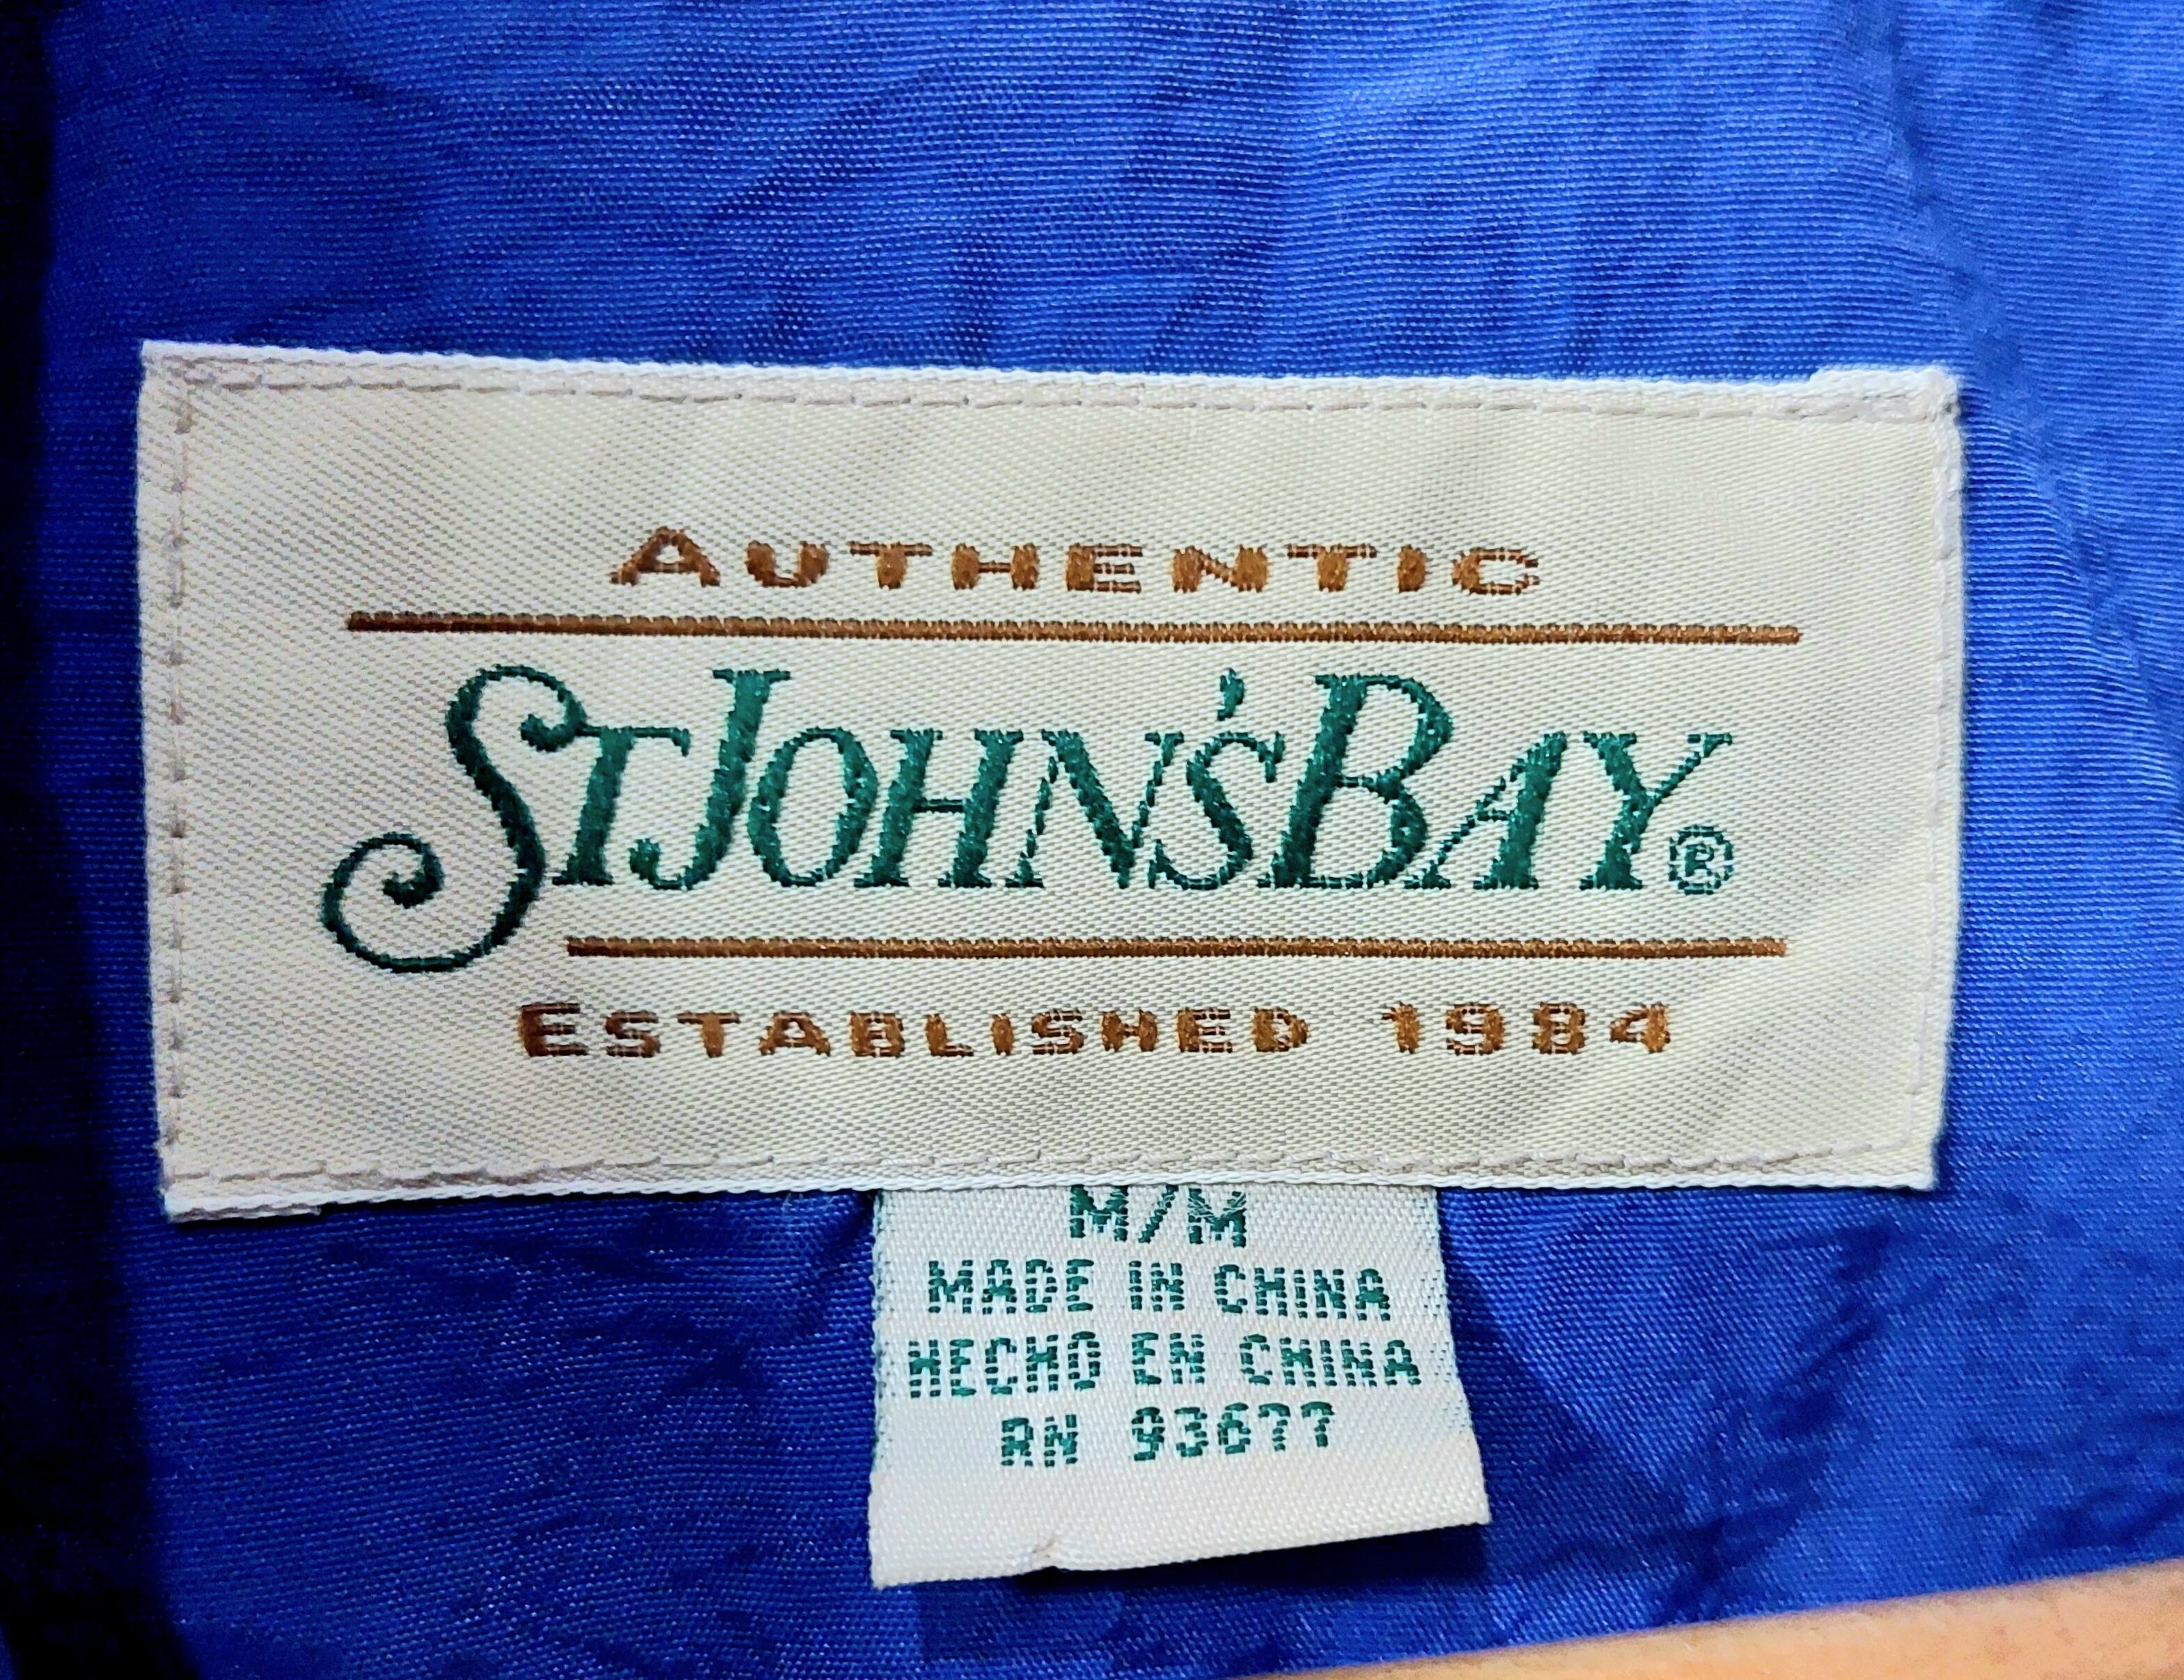 AUTHENTIC
ST JOHN'S BAY®
ESTABLISHED 1984
M/M
MADE IN CHINA
HECHO EN CHINA
RN 93677